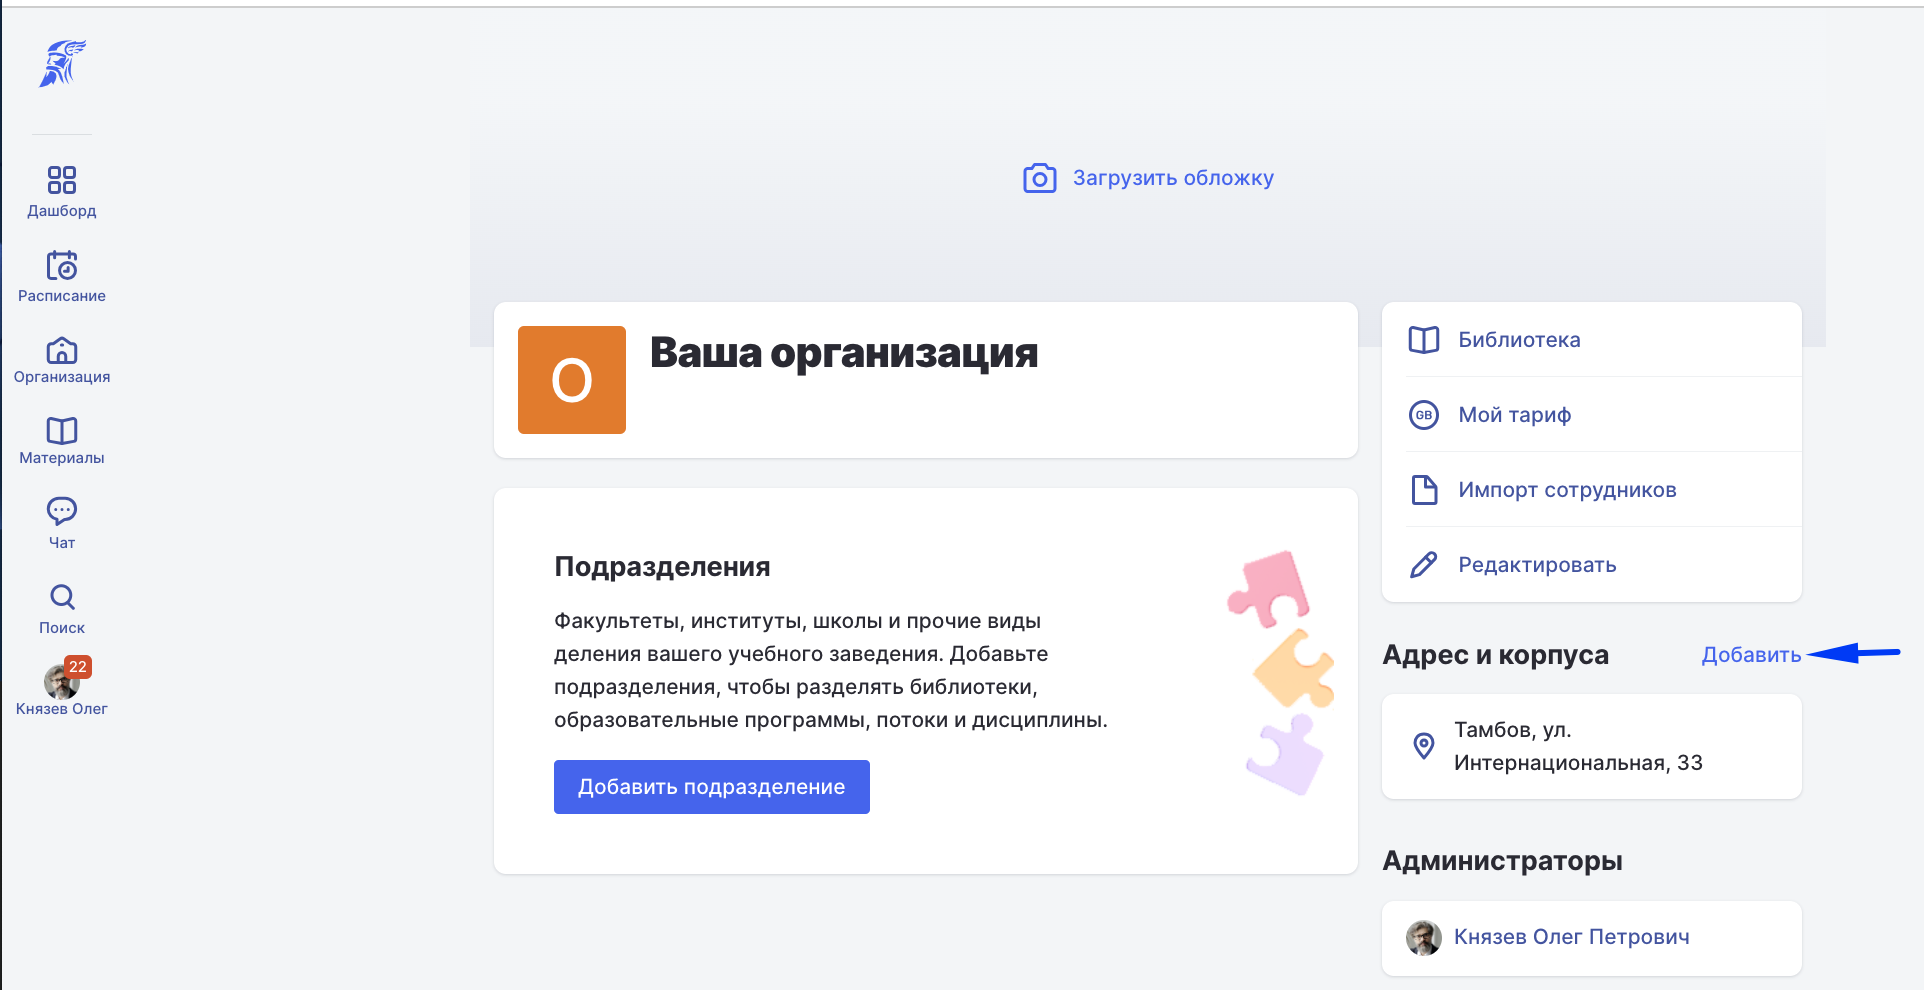 Дашборд
Расписание
Организация
Материалы
Чат
Поиск
22
Князев Олег
Загрузить обложку
О
Ваша организация
Подразделения
Факультеты, институты, школы и прочие виды
деления вашего учебного заведения. Добавьте
подразделения, чтобы разделять библиотеки,
образовательные программы, потоки и дисциплины.
Добавить подразделение
Библиотека
GB
Мой тариф
Импорт сотрудников
Редактировать
Адрес и корпуса
Добавить
Тамбов, ул.
Интернациональная, 33
Администраторы
Князев Олег Петрович